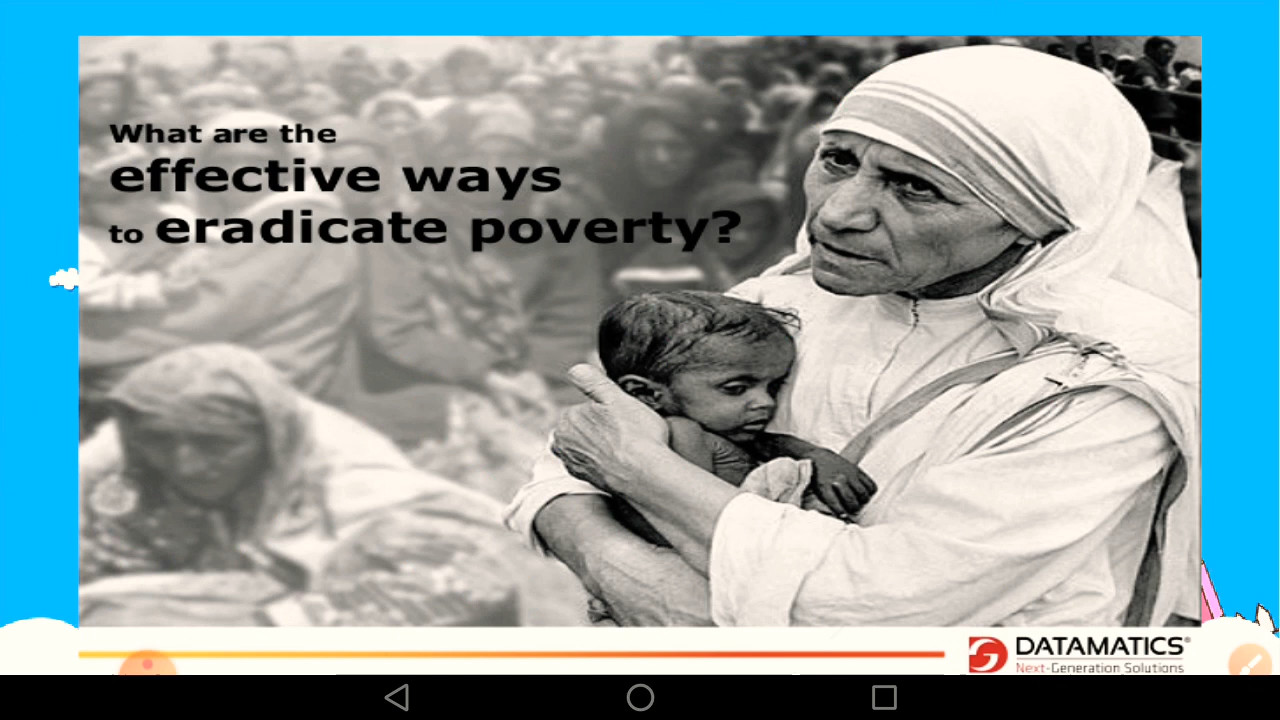 What are the
effective ways
to eradicate poverty?
DATAMATICS®
Next-Generation Solutions